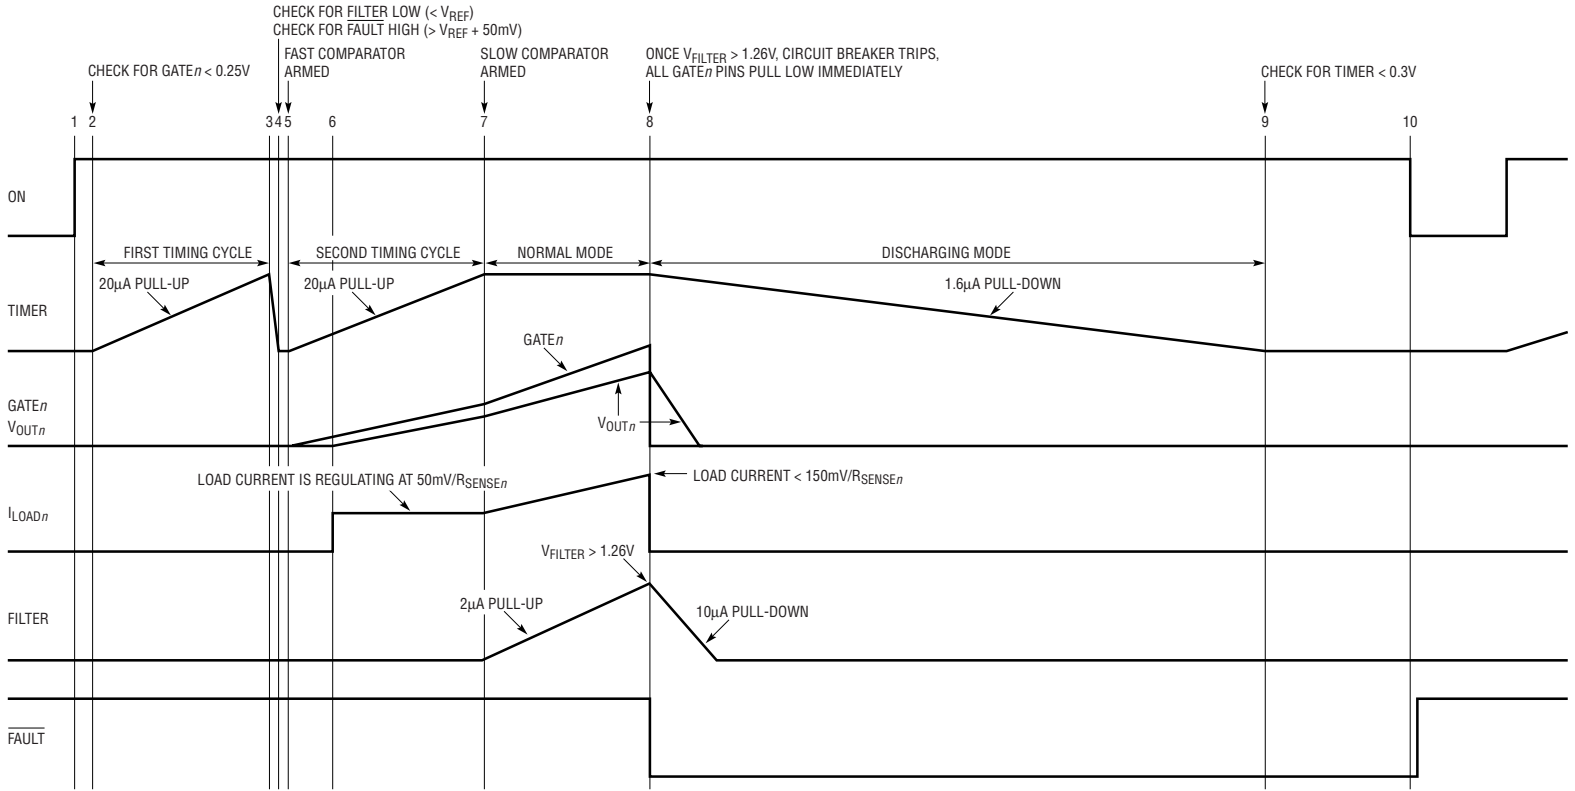 CHECK FOR FILTER LOW (< VREF)
CHECK FOR FAULT HIGH (> VREF + 50mV)
FAST COMPARATOR
ARMED
SLOW COMPARATOR
ARMED
ONCE VFILTER > 1.26V, CIRCUIT BREAKER TRIPS,
ALL GATEn PINS PULL LOW IMMEDIATELY
CHECK FOR GATEn < 0.25V
CHECK FOR TIMER < 0.3V
1 2 3 4 5 6 7 8 9 10
ON
FIRST TIMING CYCLE
SECOND TIMING CYCLE
NORMAL MODE
DISCHARGING MODE
20µA PULL-UP
20µA PULL-UP
1.6µA PULL-DOWN
TIMER
GATEn
GATEn
VOUTn
VOUTn
LOAD CURRENT IS REGULATING AT 50mV/RSENSEn
LOAD CURRENT < 150mV/RSENSEn
ILOADn
VFILTER > 1.26V
2µA PULL-UP
10µA PULL-DOWN
FILTER
FAULT